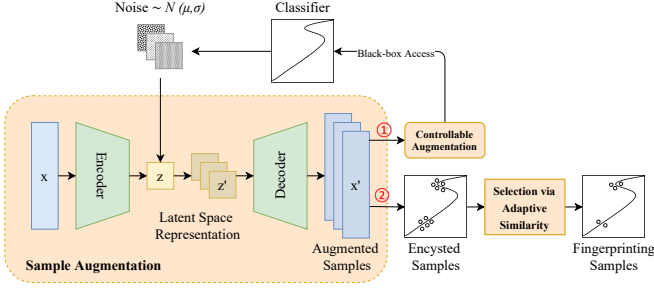 Noise ~ N (μ,σ)
Classifier
Black-box Access
①
Controllable
Augmentation
x
Encoder
z
z'
Decoder
x'
Latent Space
Representation
②
Selection via
Adaptive
Similarity
Augmented
Samples
Encysted
Samples
Fingerprinting
Samples
Sample Augmentation